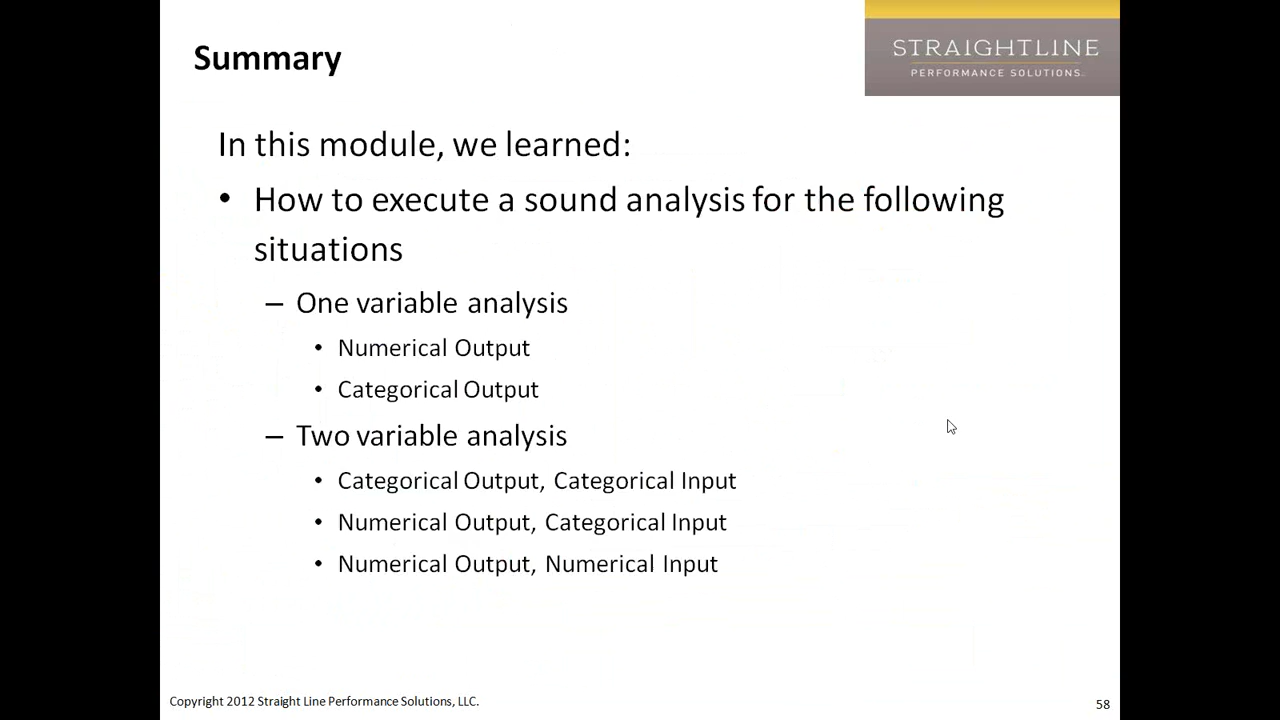 Summary
STRAIGHTLINE
PERFORMANCE SOLUTIONS
In this module, we learned:
• How to execute a sound analysis for the following
situations
– One variable analysis
• Numerical Output
• Categorical Output
– Two variable analysis
• Categorical Output, Categorical Input
• Numerical Output, Categorical Input
• Numerical Output, Numerical Input
Copyright 2012 Straight Line Performance Solutions, LLC.
58